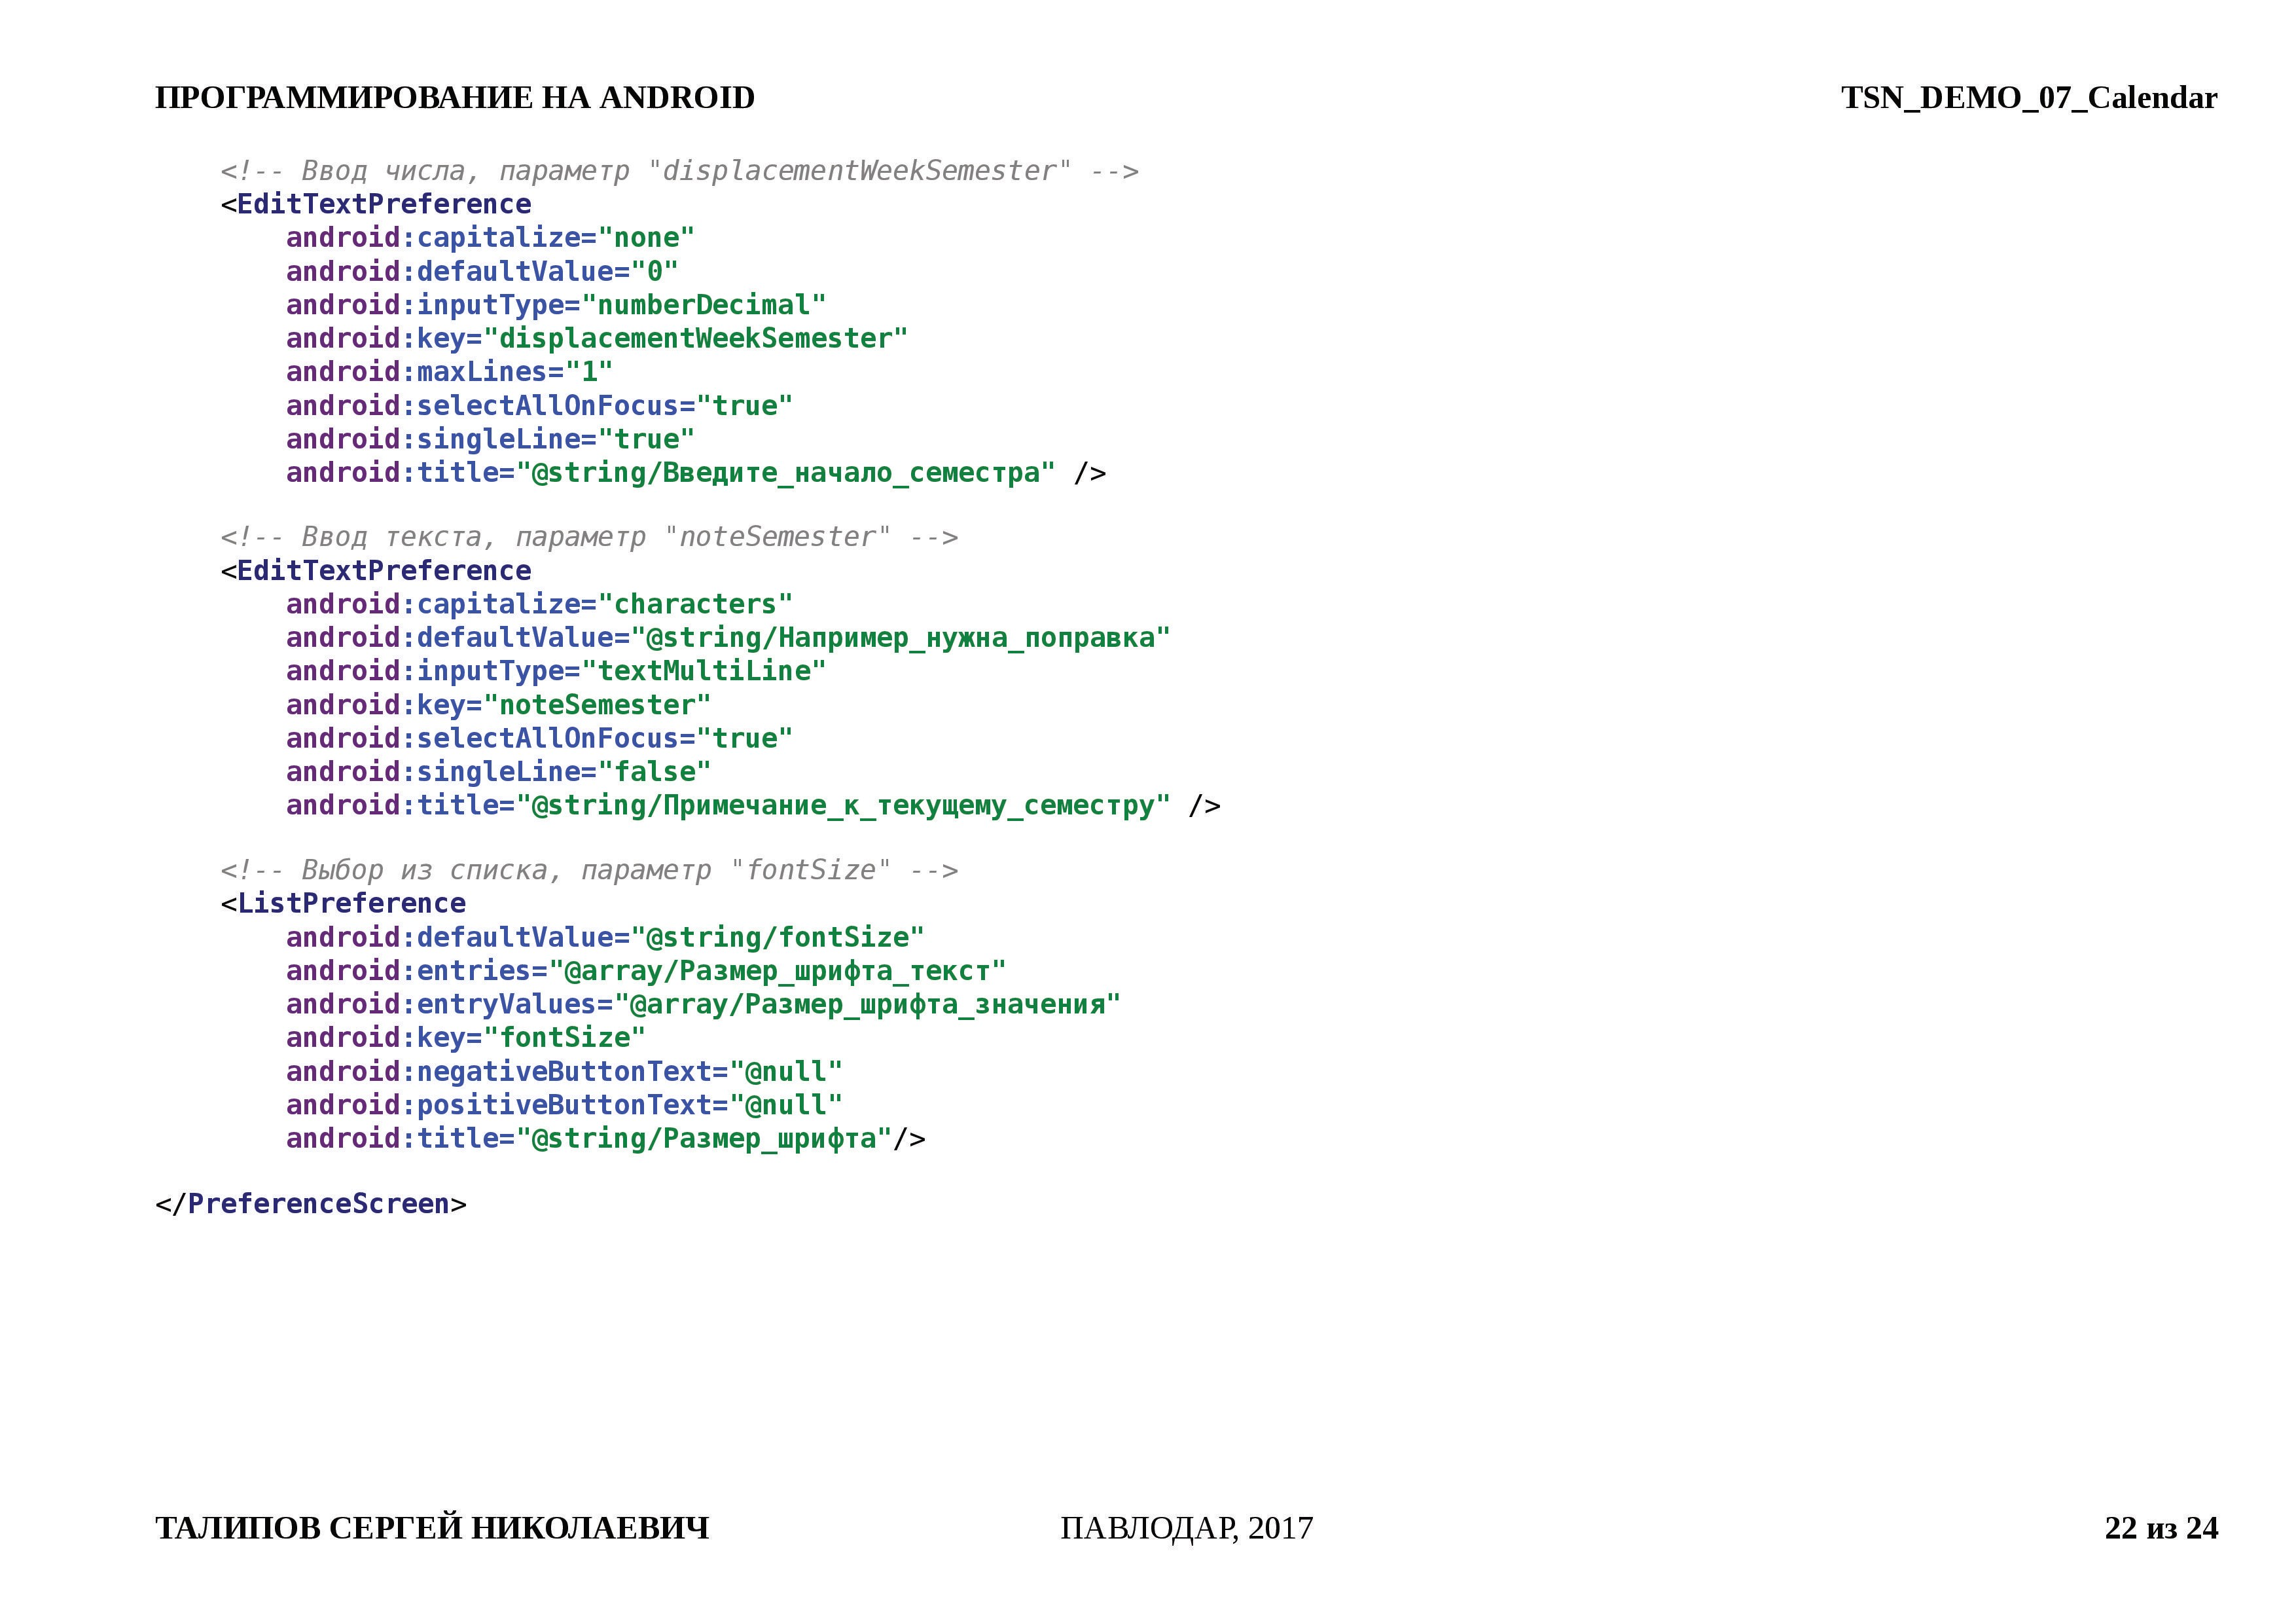 ПРОГРАММИРОВАНИЕ НА ANDROID TSN_DEMO_07_Calendar
<!-- Ввод числа, параметр "displacementWeekSemester" -->
<EditTextPreference
android:capitalize="none"
android:defaultValue="0"
android:inputType="numberDecimal"
android:key="displacementWeekSemester"
android:maxLines="1"
android:selectAllOnFocus="true"
android:singleLine="true"
android:title="@string/Введите_начало_семестра" />
<!-- Ввод текста, параметр "noteSemester" -->
<EditTextPreference
android:capitalize="characters"
android:defaultValue="@string/Например_нужна_поправка"
android:inputType="textMultiLine"
android:key="noteSemester"
android:selectAllOnFocus="true"
android:singleLine="false"
android:title="@string/Примечание_к_текущему_семестру" />
<!-- Выбор из списка, параметр "fontSize" -->
<ListPreference
android:defaultValue="@string/fontSize"
android:entries="@array/Размер_шрифта_текст"
android:entryValues="@array/Размер_шрифта_значения"
android:key="fontSize"
android:negativeButtonText="@null"
android:positiveButtonText="@null"
android:title="@string/Размер_шрифта"/>
</PreferenceScreen>
ТАЛИПОВ СЕРГЕЙ НИКОЛАЕВИЧ ПАВЛОДАР, 2017 22 из 24